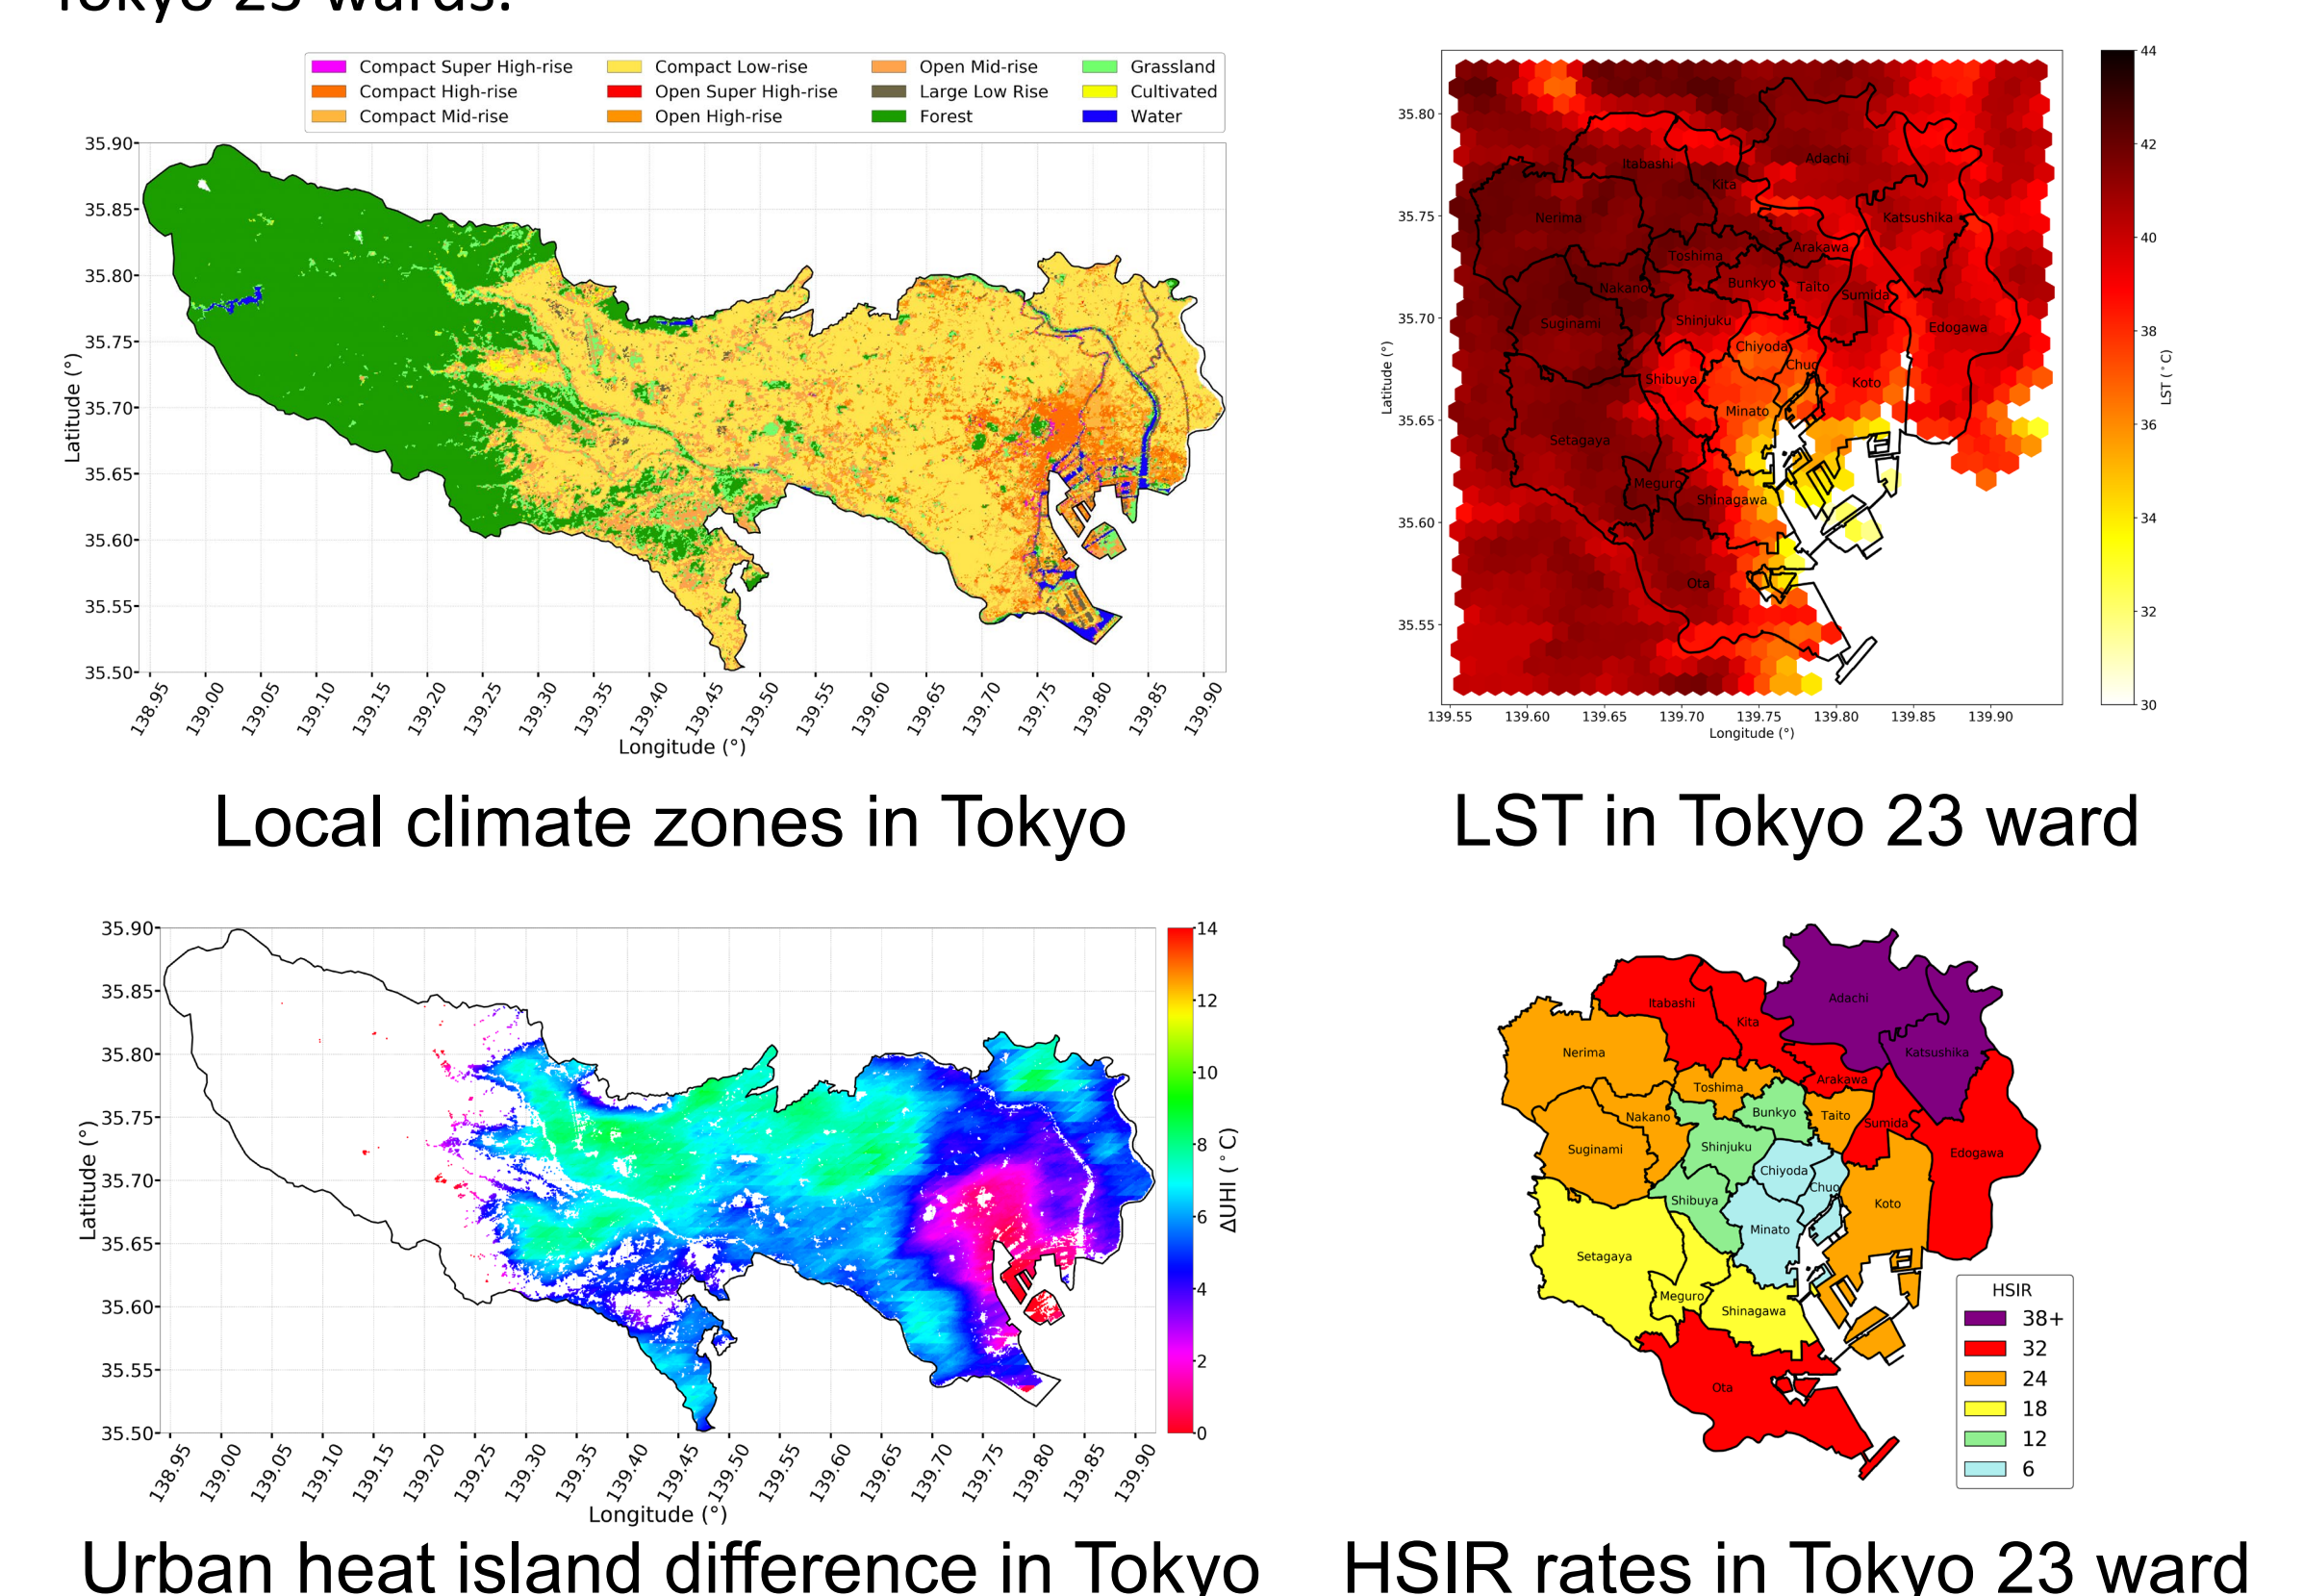 Tokyo 23 wards.
Compact Super High-rise Compact Low-rise Open Mid-rise Grassland
Compact High-rise Open Super High-rise Large Low Rise Cultivated
Compact Mid-rise Open High-rise Forest Water
35.90
35.85
35.80
35.75
35.70
35.65
35.60
35.55
35.50
Latitude (°)
138.95 139.00 139.05 139.10 139.15 139.20 139.25 139.30 139.35 139.40 139.45 139.50 139.55 139.60 139.65 139.70 139.75 139.80 139.85 139.90
Longitude (°)
Local climate zones in Tokyo
35.80
35.75
35.70
35.65
35.60
35.55
Latitude (°)
Adachi
Itabashi
Kita
Nerima
Katsushika
Arakawa
Toshima
Bunkyo
Nakano
Taito
Sumida
Suginami
Shinjuku
Edogawa
Chiyoda
Chuo
Shibuya
Koto
Minato
Setagaya
Meguro
Shinagawa
Ota
139.55 139.60 139.65 139.70 139.75 139.80 139.85 139.90
Longitude (°)
44
42
40
38
36
34
32
30
LST (°C)
LST in Tokyo 23 ward
35.90
35.85
35.80
35.75
35.70
35.65
35.60
35.55
35.50
Latitude (°)
138.95 139.00 139.05 139.10 139.15 139.20 139.25 139.30 139.35 139.40 139.45 139.50 139.55 139.60 139.65 139.70 139.75 139.80 139.85 139.90
Longitude (°)
14
12
10
8
6
4
2
0
ΔUHI (°C)
Urban heat island difference in Tokyo
Adachi
Itabashi
Kita
Nerima
Katsushika
Arakawa
Toshima
Bunkyo
Nakano
Taito
Sumida
Suginami
Shinjuku
Edogawa
Chiyoda
Chuo
Shibuya
Koto
Minato
Setagaya
Meguro
Shinagawa
Ota
HSIR
38+
32
24
18
12
6
HSIR rates in Tokyo 23 ward